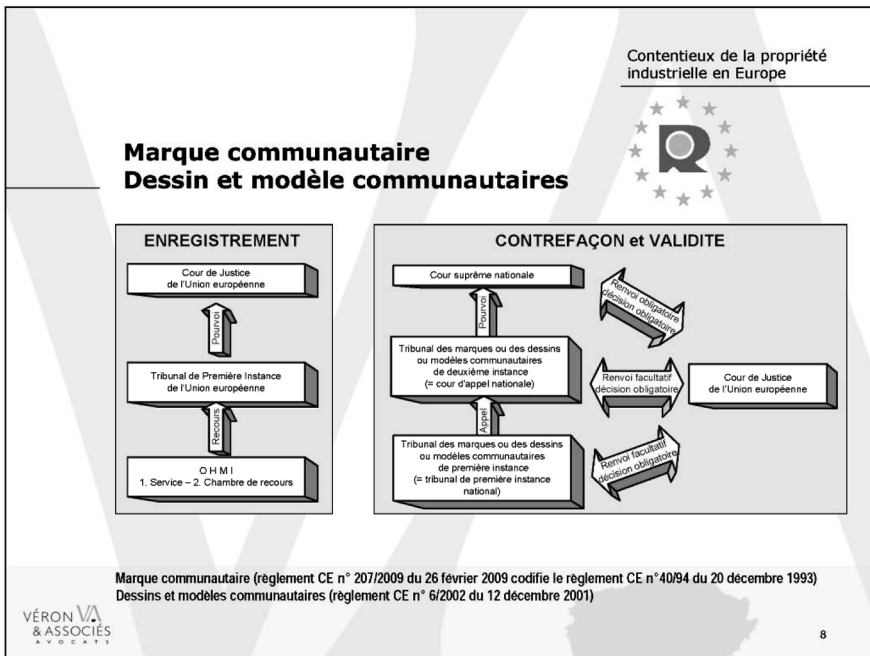 Contentieux de la propriété
industrielle en Europe
R
Marque communautaire
Dessin et modèle communautaires
ENREGISTREMENT
Cour de Justice
de l'Union européenne
Pourvoi
Tribunal de Première Instance
de l'Union européenne
Recours
O H M I
1. Service – 2. Chambre de recours
CONTREFAÇON et VALIDITE
Cour suprême nationale
Pourvoi
Tribunal des marques ou des dessins
ou modèles communautaires
de deuxième instance
(= cour d'appel nationale)
Appel
Tribunal des marques ou des dessins
ou modèles communautaires
de première instance
(= tribunal de première instance
national)
Renvoi obligatoire
décision obligatoire
Renvoi facultatif
décision obligatoire
Renvoi facultatif
décision obligatoire
Cour de Justice
de l'Union européenne
Marque communautaire (règlement CE n° 207/2009 du 26 février 2009 codifie le règlement CE n°40/94 du 20 décembre 1993)
Dessins et modèles communautaires (règlement CE n° 6/2002 du 12 décembre 2001)
VÉRON VA
& ASSOCIÉS
AVOCATS
8